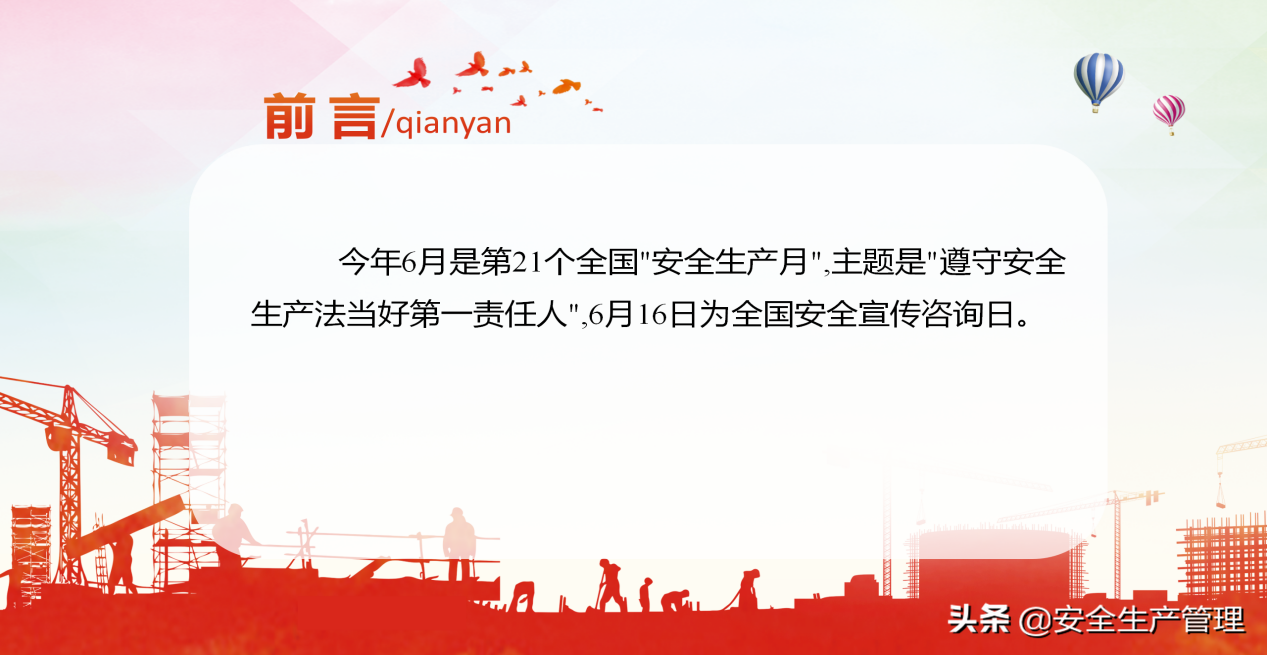 前言/qianyan
今年6月是第21个全国"安全生产月",主题是"遵守安全
生产法当好第一责任人",6月16日为全国安全宣传咨询日。
头条 @安全生产管理